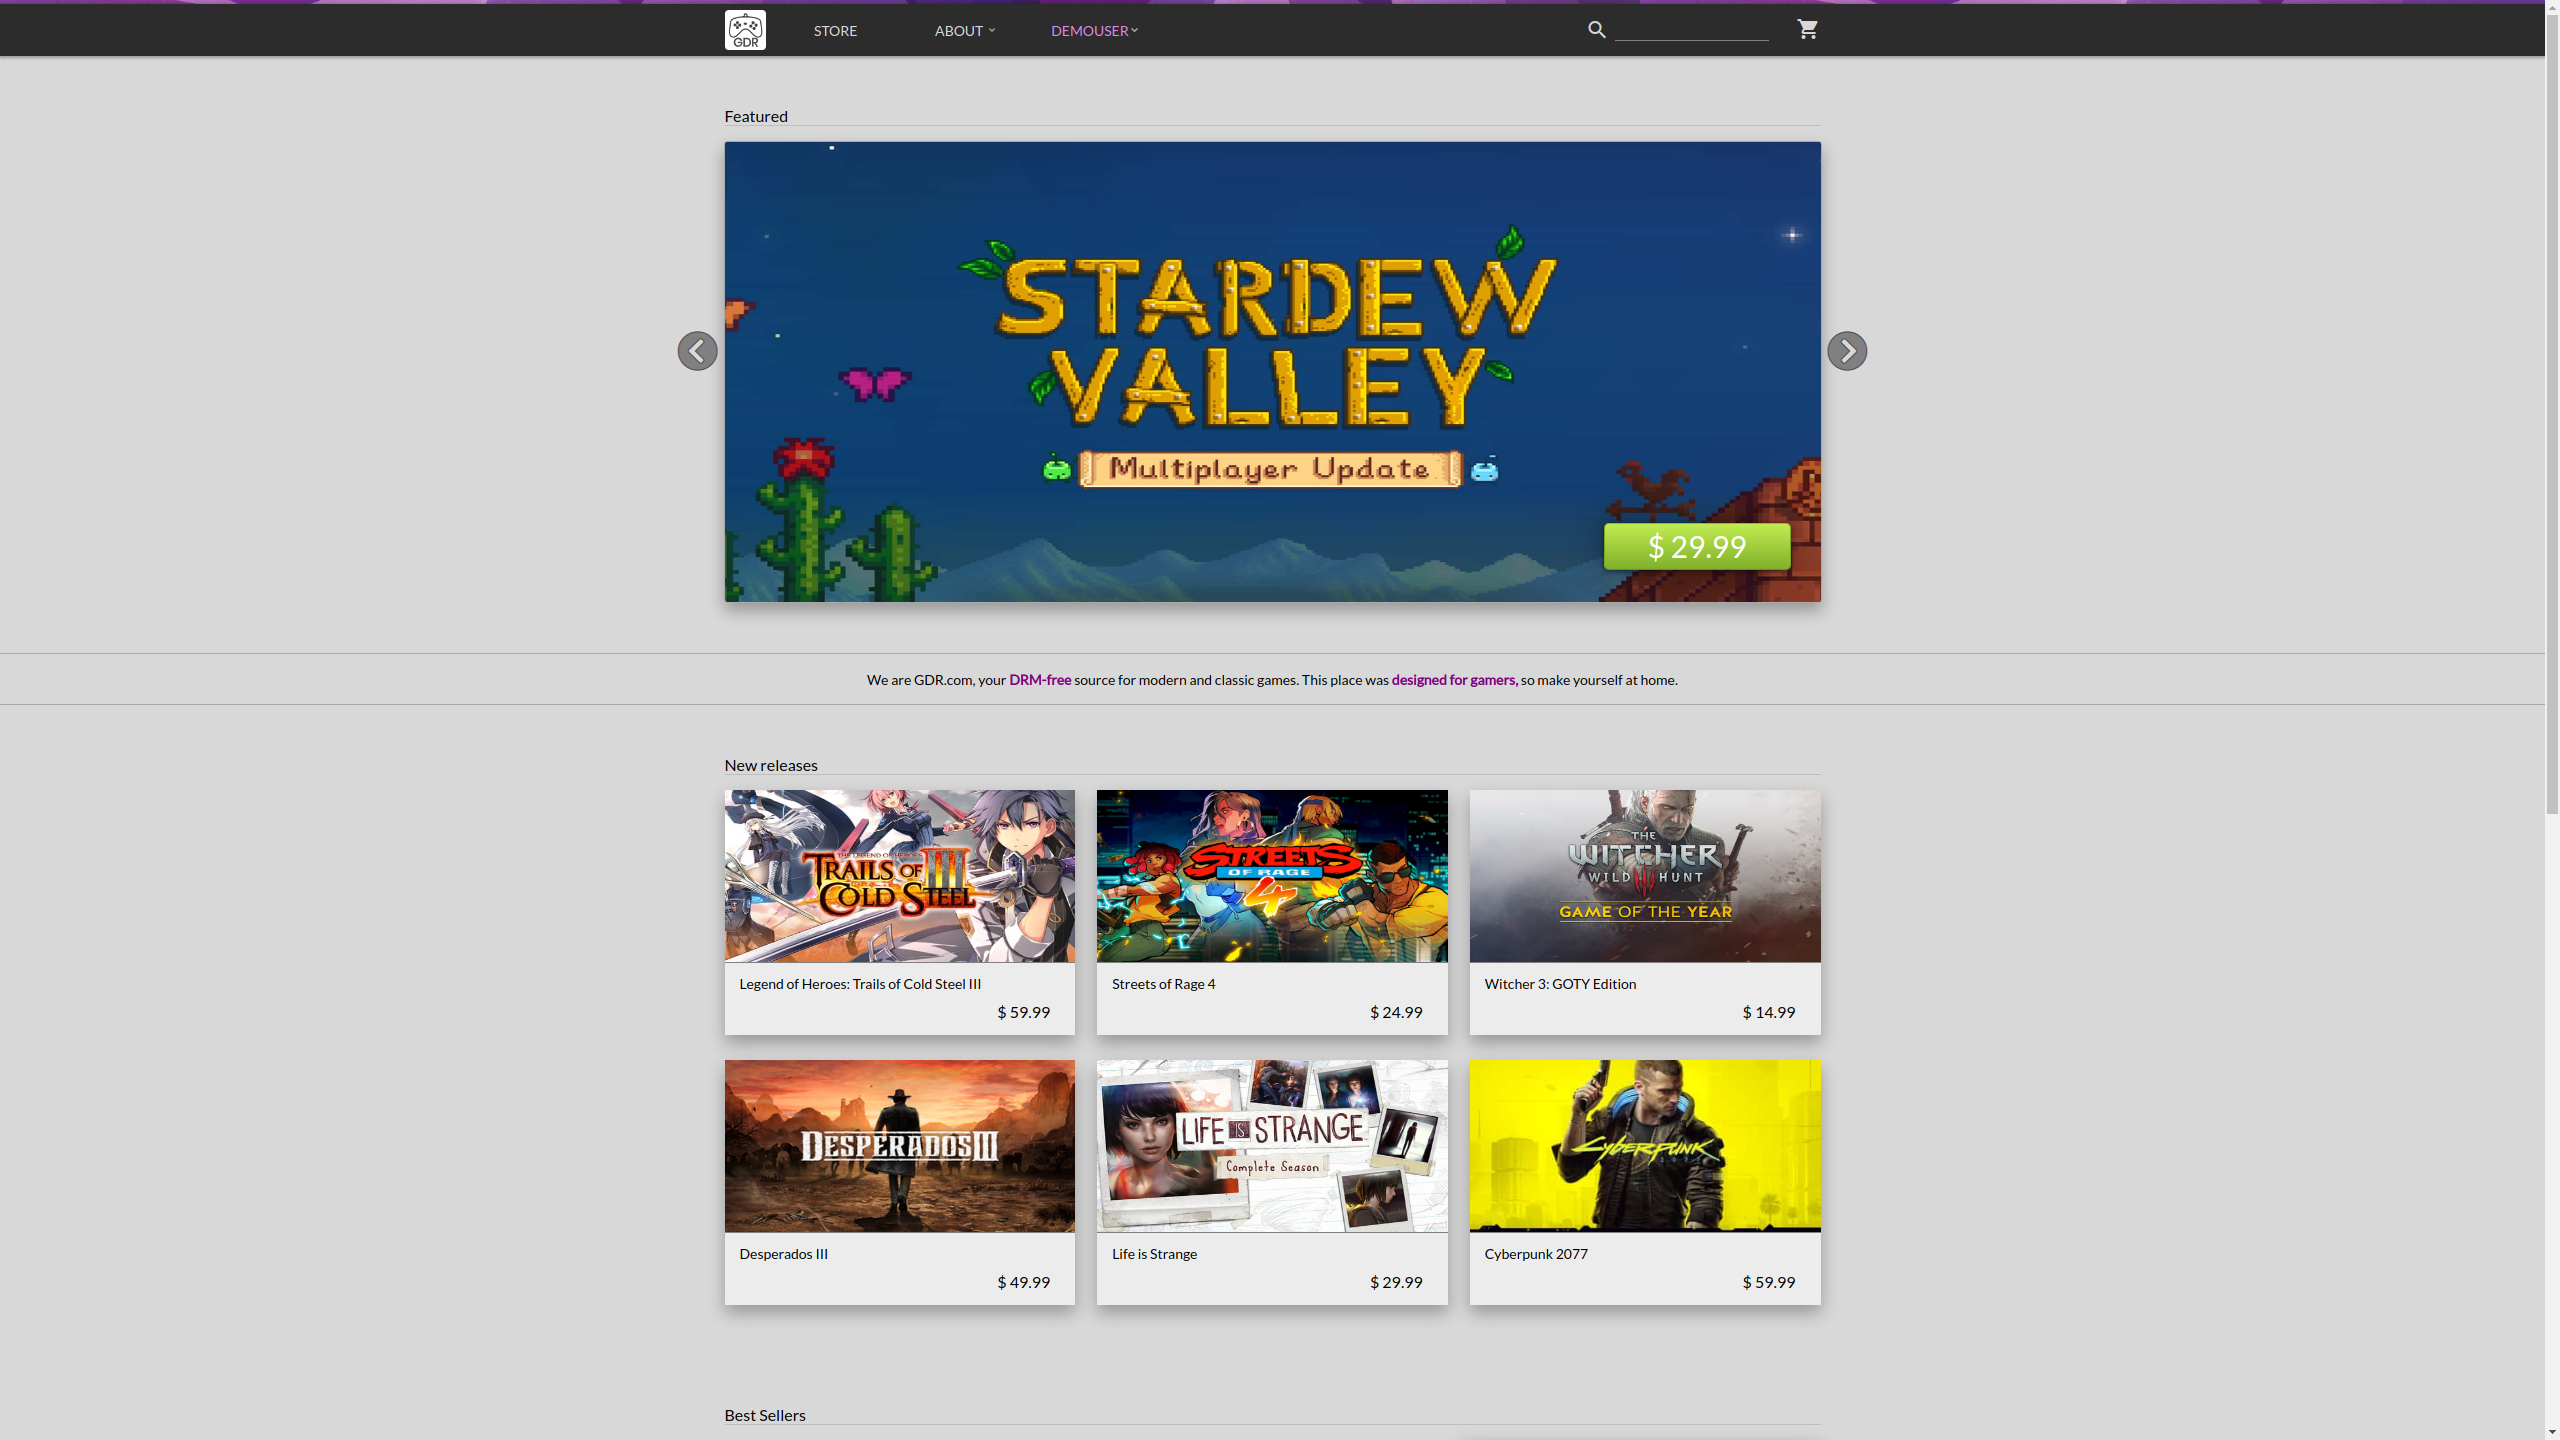 GDR
STORE
ABOUT
DEMOUSER
Featured
STARDEW
VALLEY
Multiplayer Update
$ 29.99
We are GDR.com, your DRM-free source for modern and classic games. This place was designed for gamers, so make yourself at home.
New releases
THE LEGEND OF HEROES
TRAILS OF
COLD STEEL III
STREETS
OF RAGE
4
THE
WITCHER
WILD HUNT
GAME OF THE YEAR
Legend of Heroes: Trails of Cold Steel III
$ 59.99
Streets of Rage 4
$ 24.99
Witcher 3: GOTY Edition
$ 14.99
DESPERADOS III
LIFE IS STRANGE
Complete Season
Cyberpunk
Desperados III
$ 49.99
Life is Strange
$ 29.99
Cyberpunk 2077
$ 59.99
Best Sellers